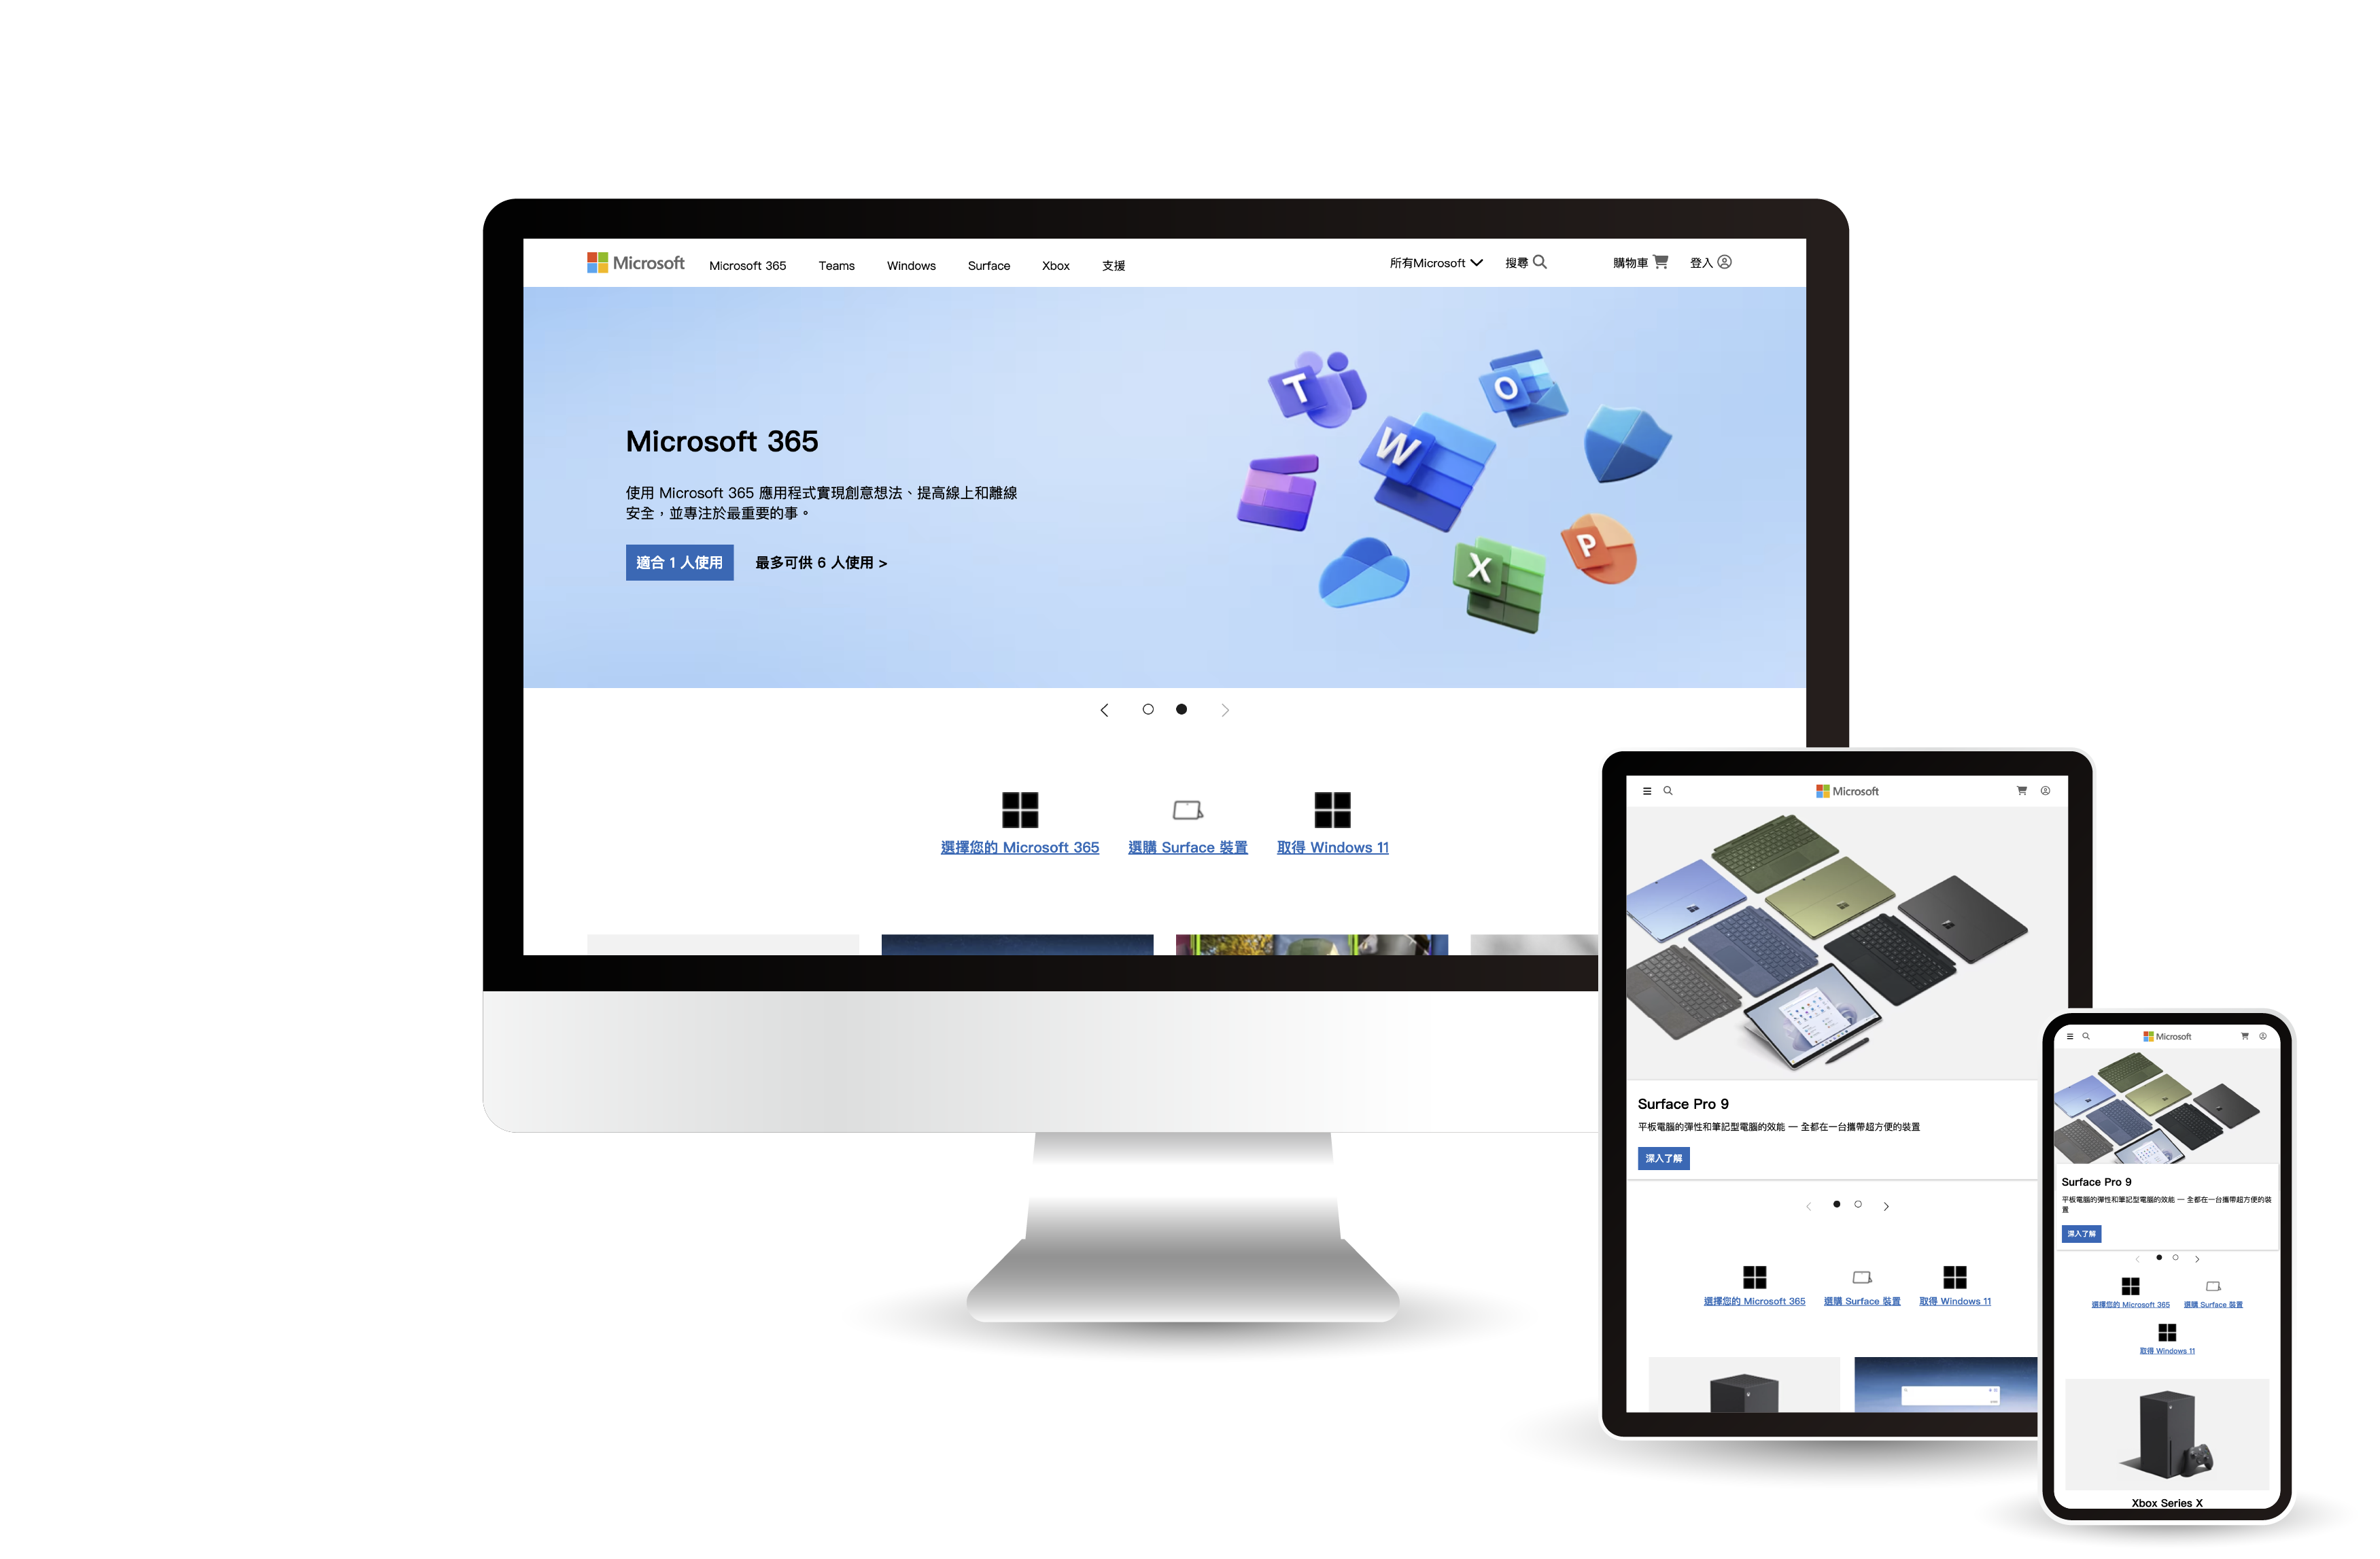 Microsoft Microsoft 365 Teams Windows Surface Xbox 支援 所有Microsoft 搜尋 購物車 登入
T
O
W
P
X
Microsoft 365
使用 Microsoft 365 應用程式實現創意想法、提高線上和離線
安全，並專注於最重要的事。
適合 1 人使用 最多可供 6 人使用 >
選擇您的 Microsoft 365 選購 Surface 裝置 取得 Windows 11
Microsoft
Surface Pro 9
平板電腦的彈性和筆記型電腦的效能 — 全都在一台攜帶超方便的裝置
深入了解
選擇您的 Microsoft 365 選購 Surface 裝置 取得 Windows 11
Microsoft
Surface Pro 9
平板電腦的彈性和筆記型電腦的效能 — 全都在一台攜帶超方便的裝
置
深入了解
選擇您的 Microsoft 365 選購 Surface 裝置
取得 Windows 11
Xbox Series X